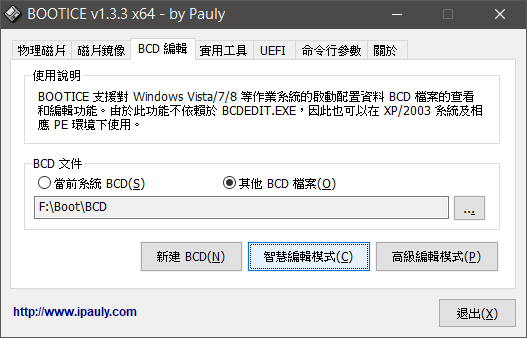 BOOTICE v1.3.3 x64 - by Pauly
物理磁片 磁片鏡像 BCD 編輯 實用工具 UEFI 命令行參數 關於
使用說明
BOOTICE 支援對 Windows Vista/7/8 等作業系統的啟動配置資料 BCD 檔案的查看
和編輯功能。由於此功能不依賴於 BCDEDIT.EXE，因此也可以在 XP/2003 系統及相
應 PE 環境下使用。
BCD 文件
當前系統 BCD(S) 其他 BCD 檔案(O)
F:\Boot\BCD ...
新建 BCD(N) 智慧編輯模式(C) 高級編輯模式(P)
http://www.ipauly.com 退出(X)